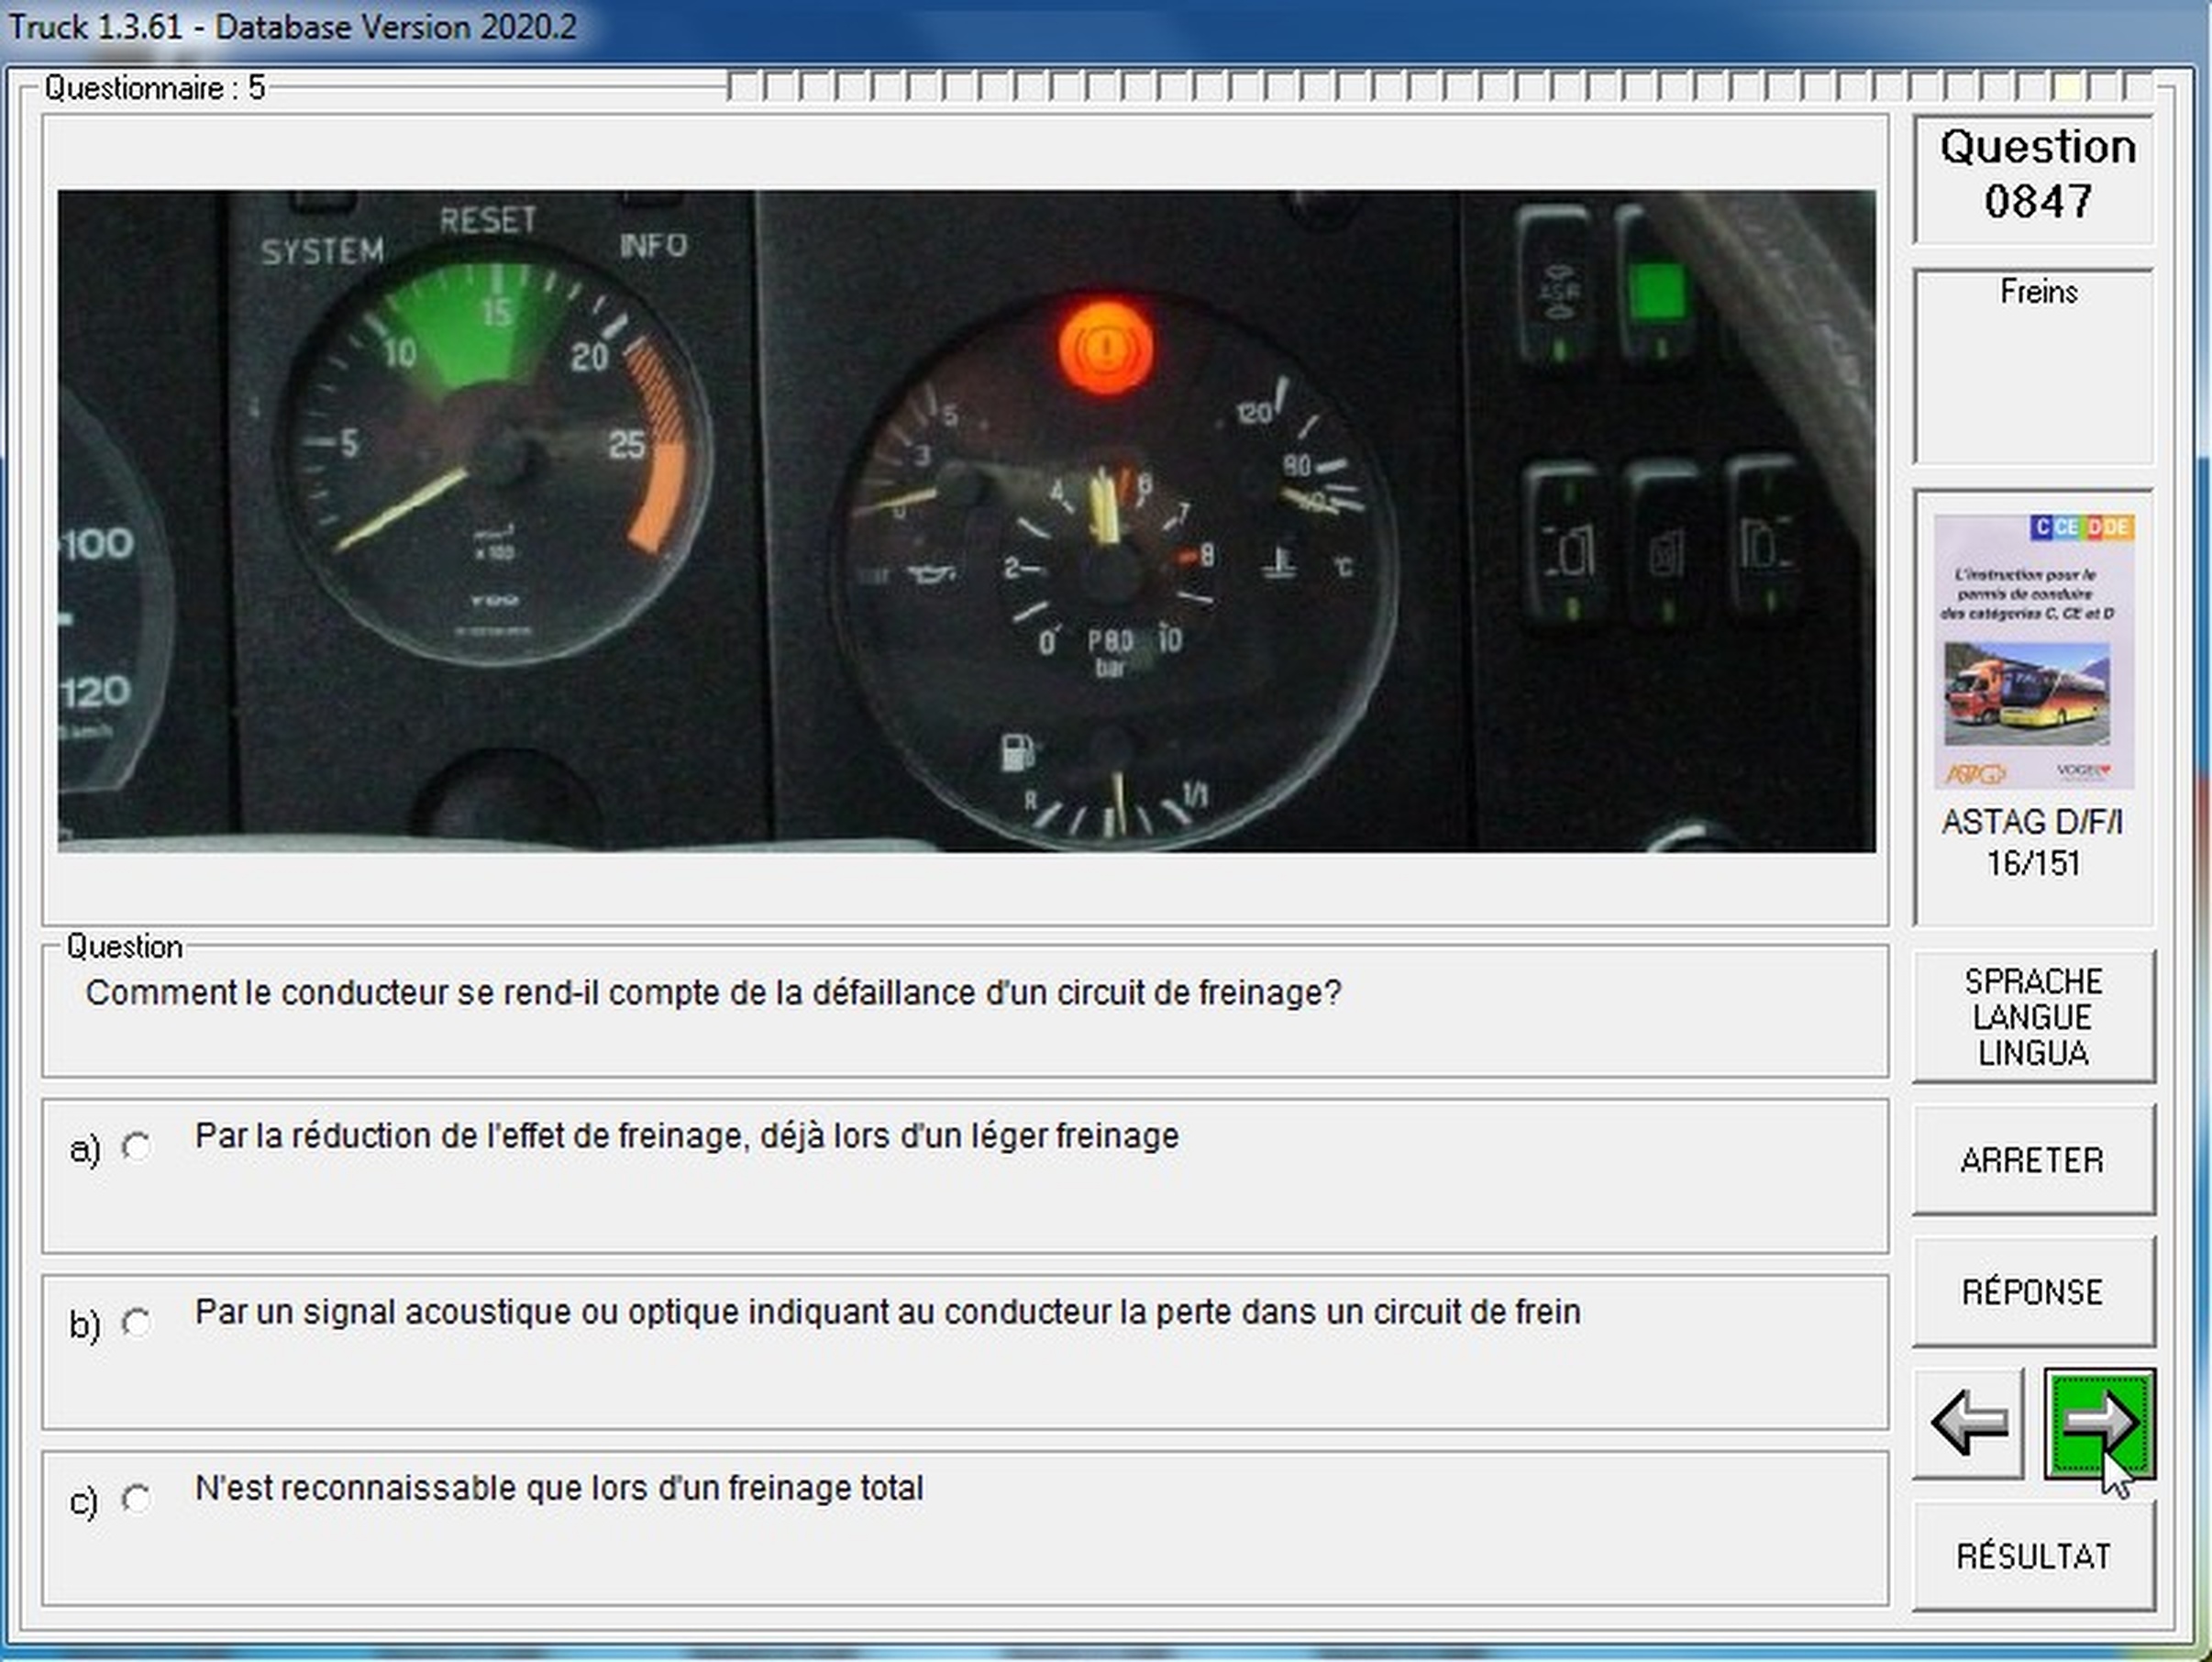 Truck 1.3.61 - Database Version 2020.2
Questionnaire : 5
Question
0847
Freins
SYSTEM
RESET
INFO
5
10
15
20
25
x 100
100
120
km/h
3
5
0
2
4
6
7
8
10
P 8.0
bar
120
80
°C
R
1/1
C CE D DE
L'instruction pour le
permis de conduire
des catégories C, CE et D
ASTAG
VOGEL
ASTAG D/F/I
16/151
Question
Comment le conducteur se rend-il compte de la défaillance d'un circuit de freinage?
a) Par la réduction de l'effet de freinage, déjà lors d'un léger freinage
b) Par un signal acoustique ou optique indiquant au conducteur la perte dans un circuit de frein
c) N'est reconnaissable que lors d'un freinage total
SPRACHE
LANGUE
LINGUA
ARRETER
RÉPONSE
RÉSULTAT